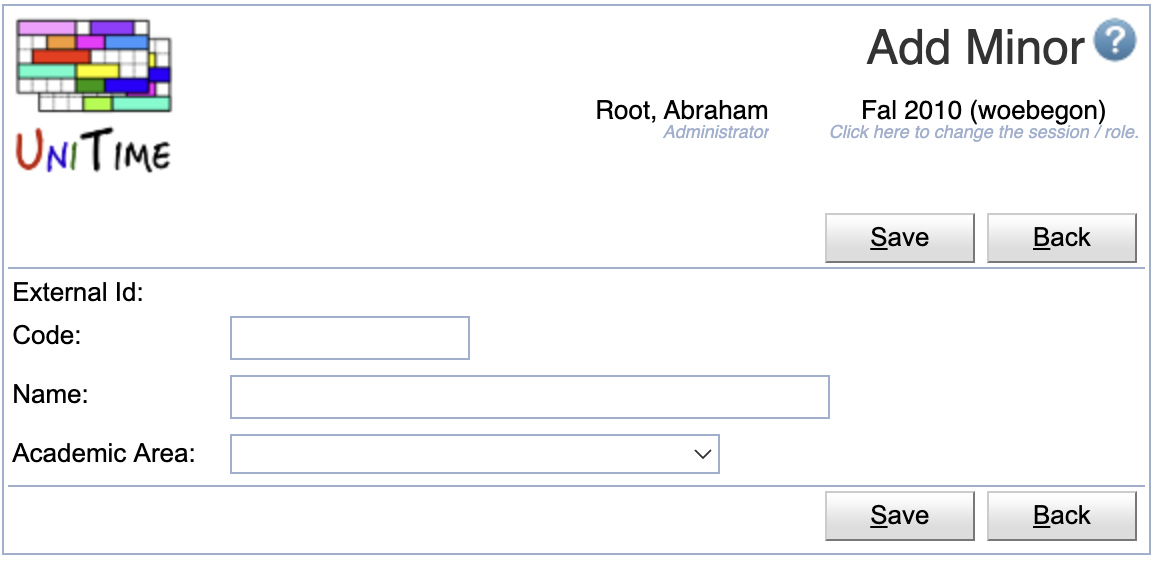 Add Minor ?
UNITIME
Root, Abraham
Administrator
Fal 2010 (woebegon)
Click here to change the session / role.
Save Back
External Id:
Code:
Name:
Academic Area:
Save Back